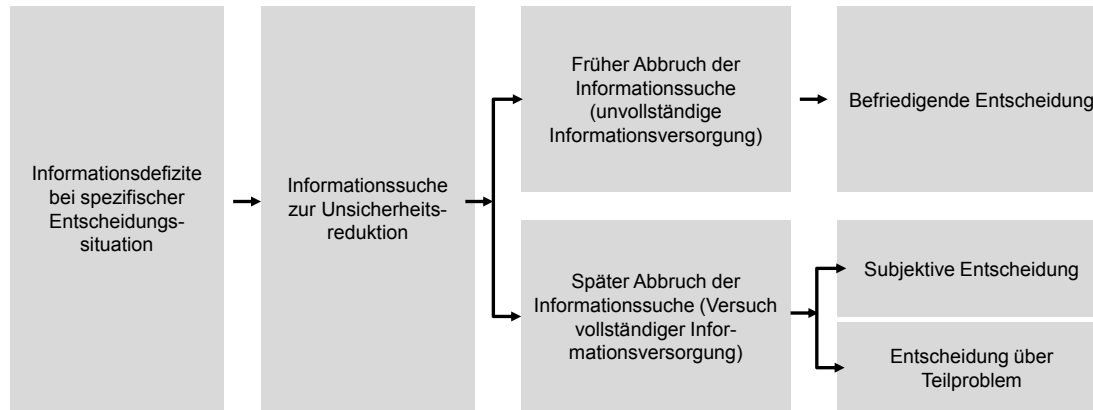 Informationsdefizite
bei spezifischer
Entscheidungs-
situation
Informationssuche
zur Unsicherheits-
reduktion
Früher Abbruch der
Informationssuche
(unvollständige
Informationsversorgung)
Befriedigende Entscheidung
Später Abbruch der
Informationssuche (Versuch
vollständiger Infor-
mationsversorgung)
Subjektive Entscheidung
Entscheidung über
Teilproblem